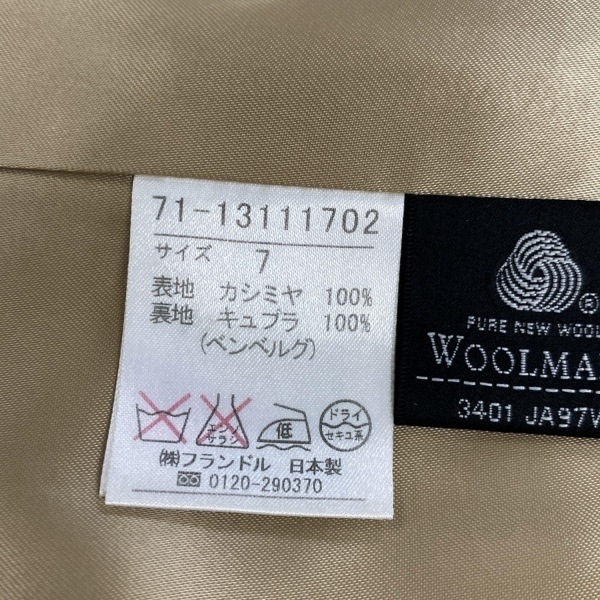 71-13111702
サイズ 7
表地 カシミヤ 100%
裏地 キュプラ 100%
(ベンベルグ)
エンソ
サラシ
低
ドライ
セキユ系
㈱フランドル 日本製
0120-290370
®
PURE NEW WOOL
WOOLMA
3401 JA97W